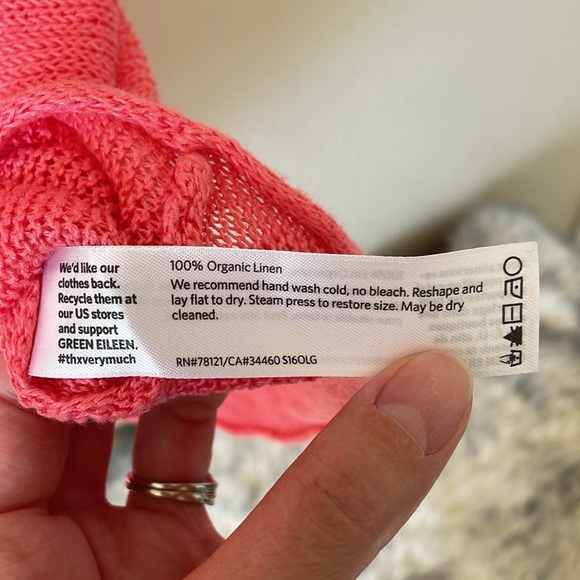 We'd like our
clothes back.
Recycle them at
our US stores
and support
GREEN EILEEN.
#thxverymuch
100% Organic Linen
We recommend hand wash cold, no bleach. Reshape and
lay flat to dry. Steam press to restore size. May be dry
cleaned.
RN#78121/CA#34460 S16OLG